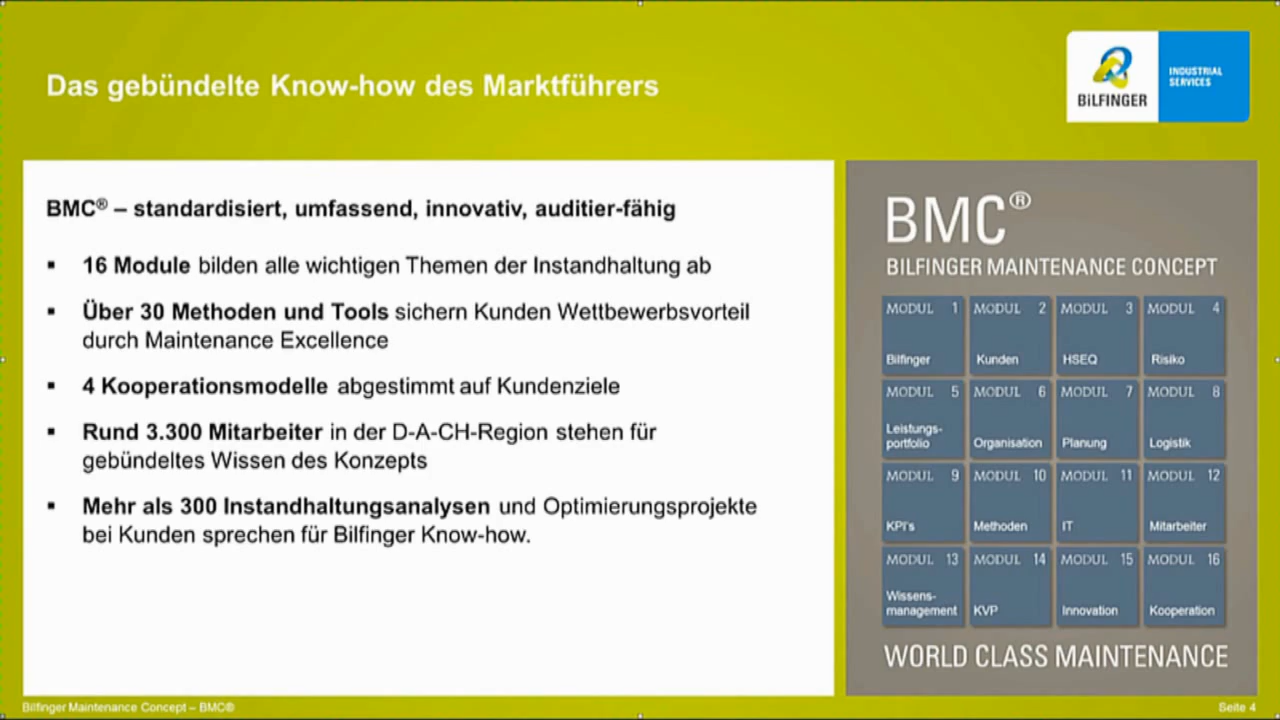 Das gebündelte Know-how des Marktführers
BiLFINGER
INDUSTRIAL
SERVICES
BMC® – standardisiert, umfassend, innovativ, auditier-fähig
▪ 16 Module bilden alle wichtigen Themen der Instandhaltung ab
▪ Über 30 Methoden und Tools sichern Kunden Wettbewerbsvorteil
durch Maintenance Excellence
▪ 4 Kooperationsmodelle abgestimmt auf Kundenziele
▪ Rund 3.300 Mitarbeiter in der D-A-CH-Region stehen für
gebündeltes Wissen des Konzepts
▪ Mehr als 300 Instandhaltungsanalysen und Optimierungsprojekte
bei Kunden sprechen für Bilfinger Know-how.
BMC®
BILFINGER MAINTENANCE CONCEPT
MODUL 1 MODUL 2 MODUL 3 MODUL 4
Bilfinger Kunden HSEQ Risiko
MODUL 5 MODUL 6 MODUL 7 MODUL 8
Leistungs-
portfolio Organisation Planung Logistik
MODUL 9 MODUL 10 MODUL 11 MODUL 12
KPI's Methoden IT Mitarbeiter
MODUL 13 MODUL 14 MODUL 15 MODUL 16
Wissens-
management KVP Innovation Kooperation
WORLD CLASS MAINTENANCE
Bilfinger Maintenance Concept – BMC®
Seite 4